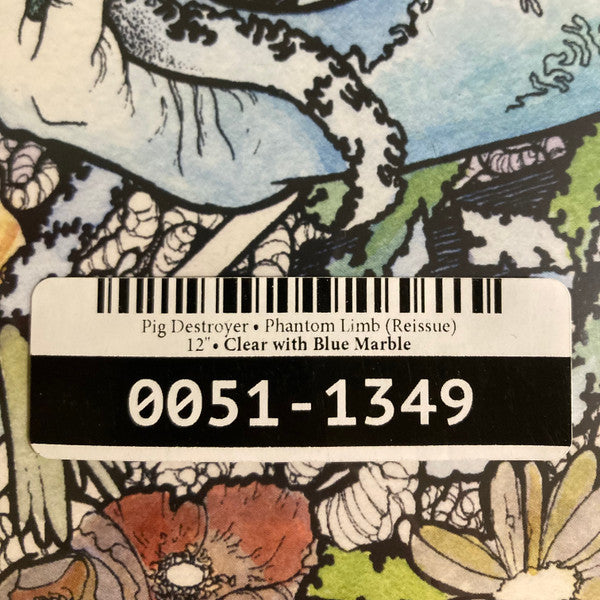 Pig Destroyer • Phantom Limb (Reissue)
12" • Clear with Blue Marble
0051-1349